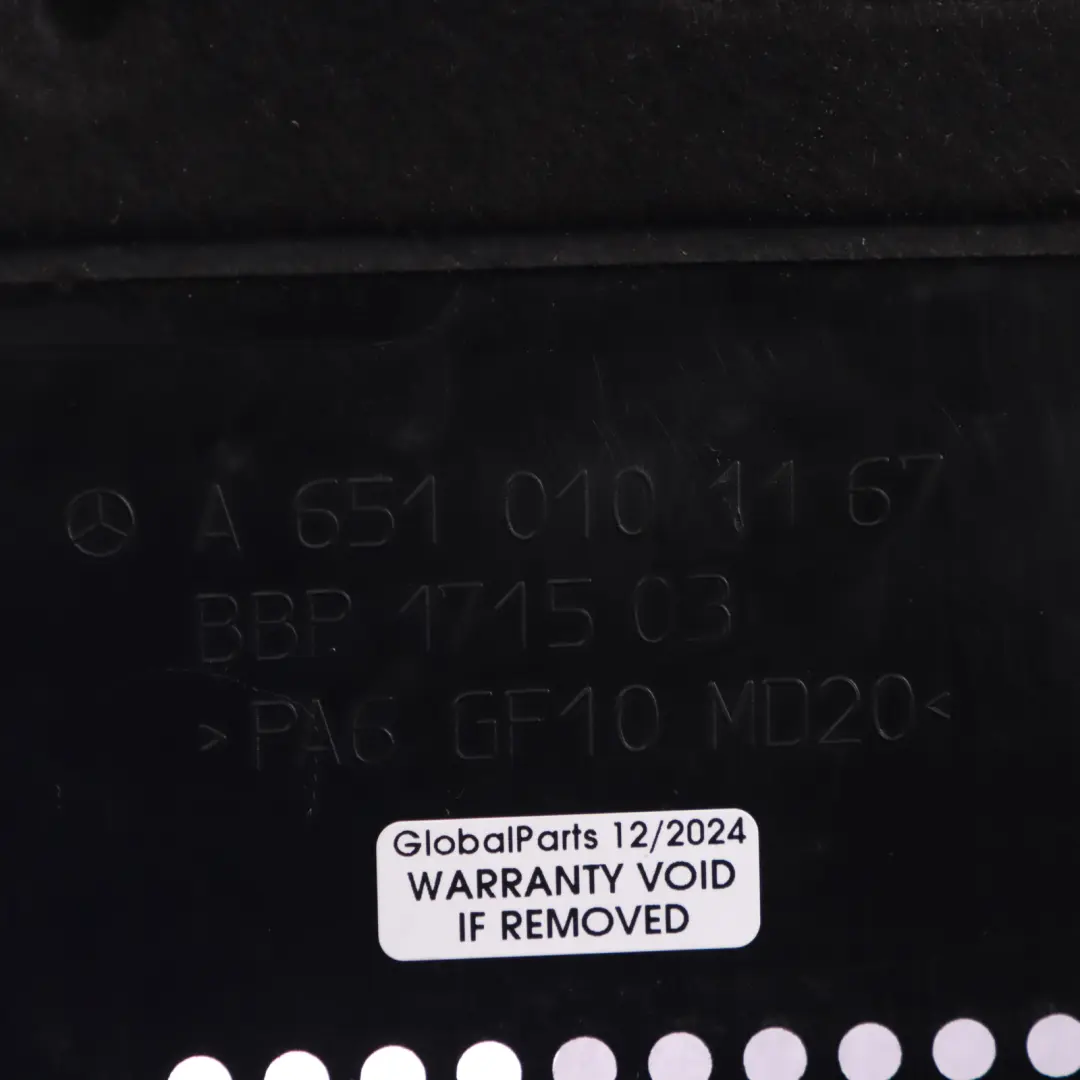 A 651 010 11 67
BBP 1715 03
>PA6 GF10 MD20<
GlobalParts 12/2024
WARRANTY VOID
IF REMOVED